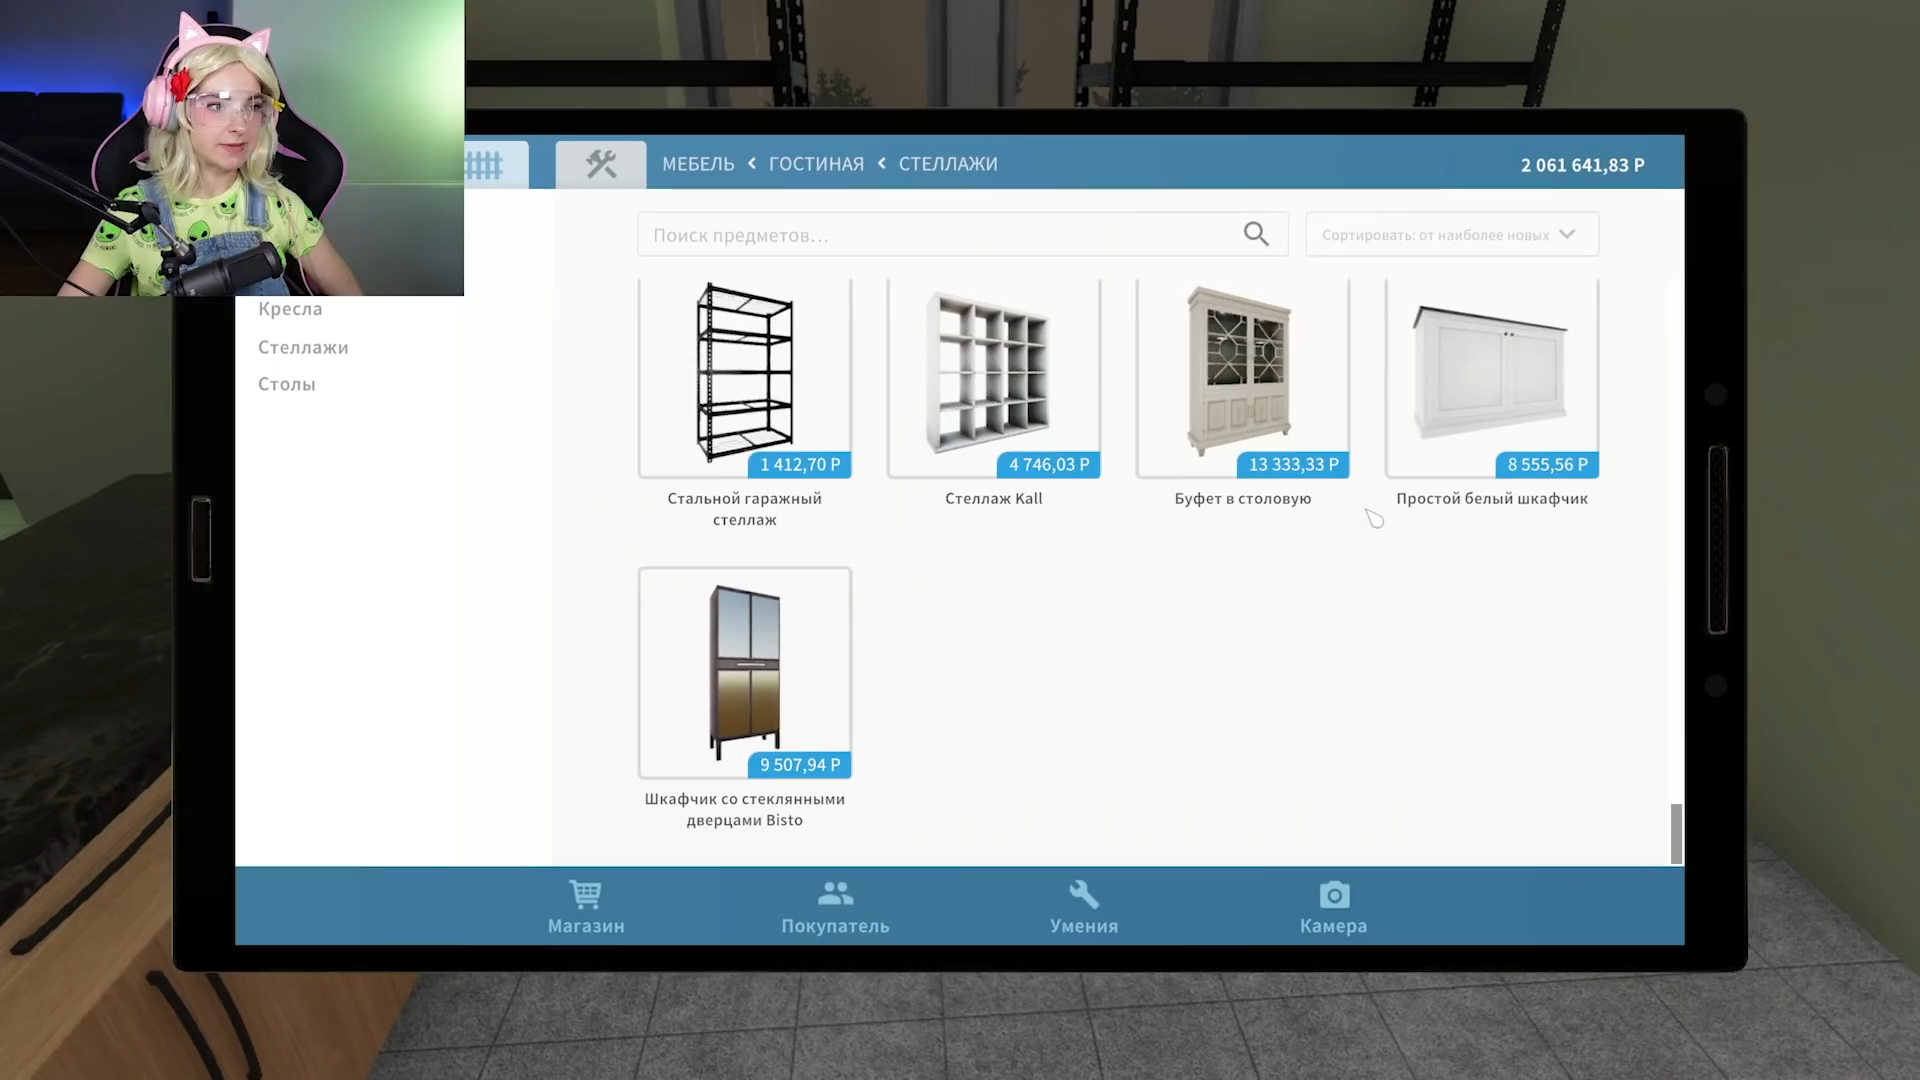 МЕБЕЛЬ < ГОСТИНАЯ < СТЕЛЛАЖИ
2 061 641,83 Р
Поиск предметов...
Сортировать: от наиболее новых
Кресла
Стеллажи
Столы
1 412,70 Р
Стальной гаражный
стеллаж
4 746,03 Р
Стеллаж Kall
13 333,33 Р
Буфет в столовую
8 555,56 Р
Простой белый шкафчик
9 507,94 Р
Шкафчик со стеклянными
дверцами Bisto
Магазин
Покупатель
Умения
Камера